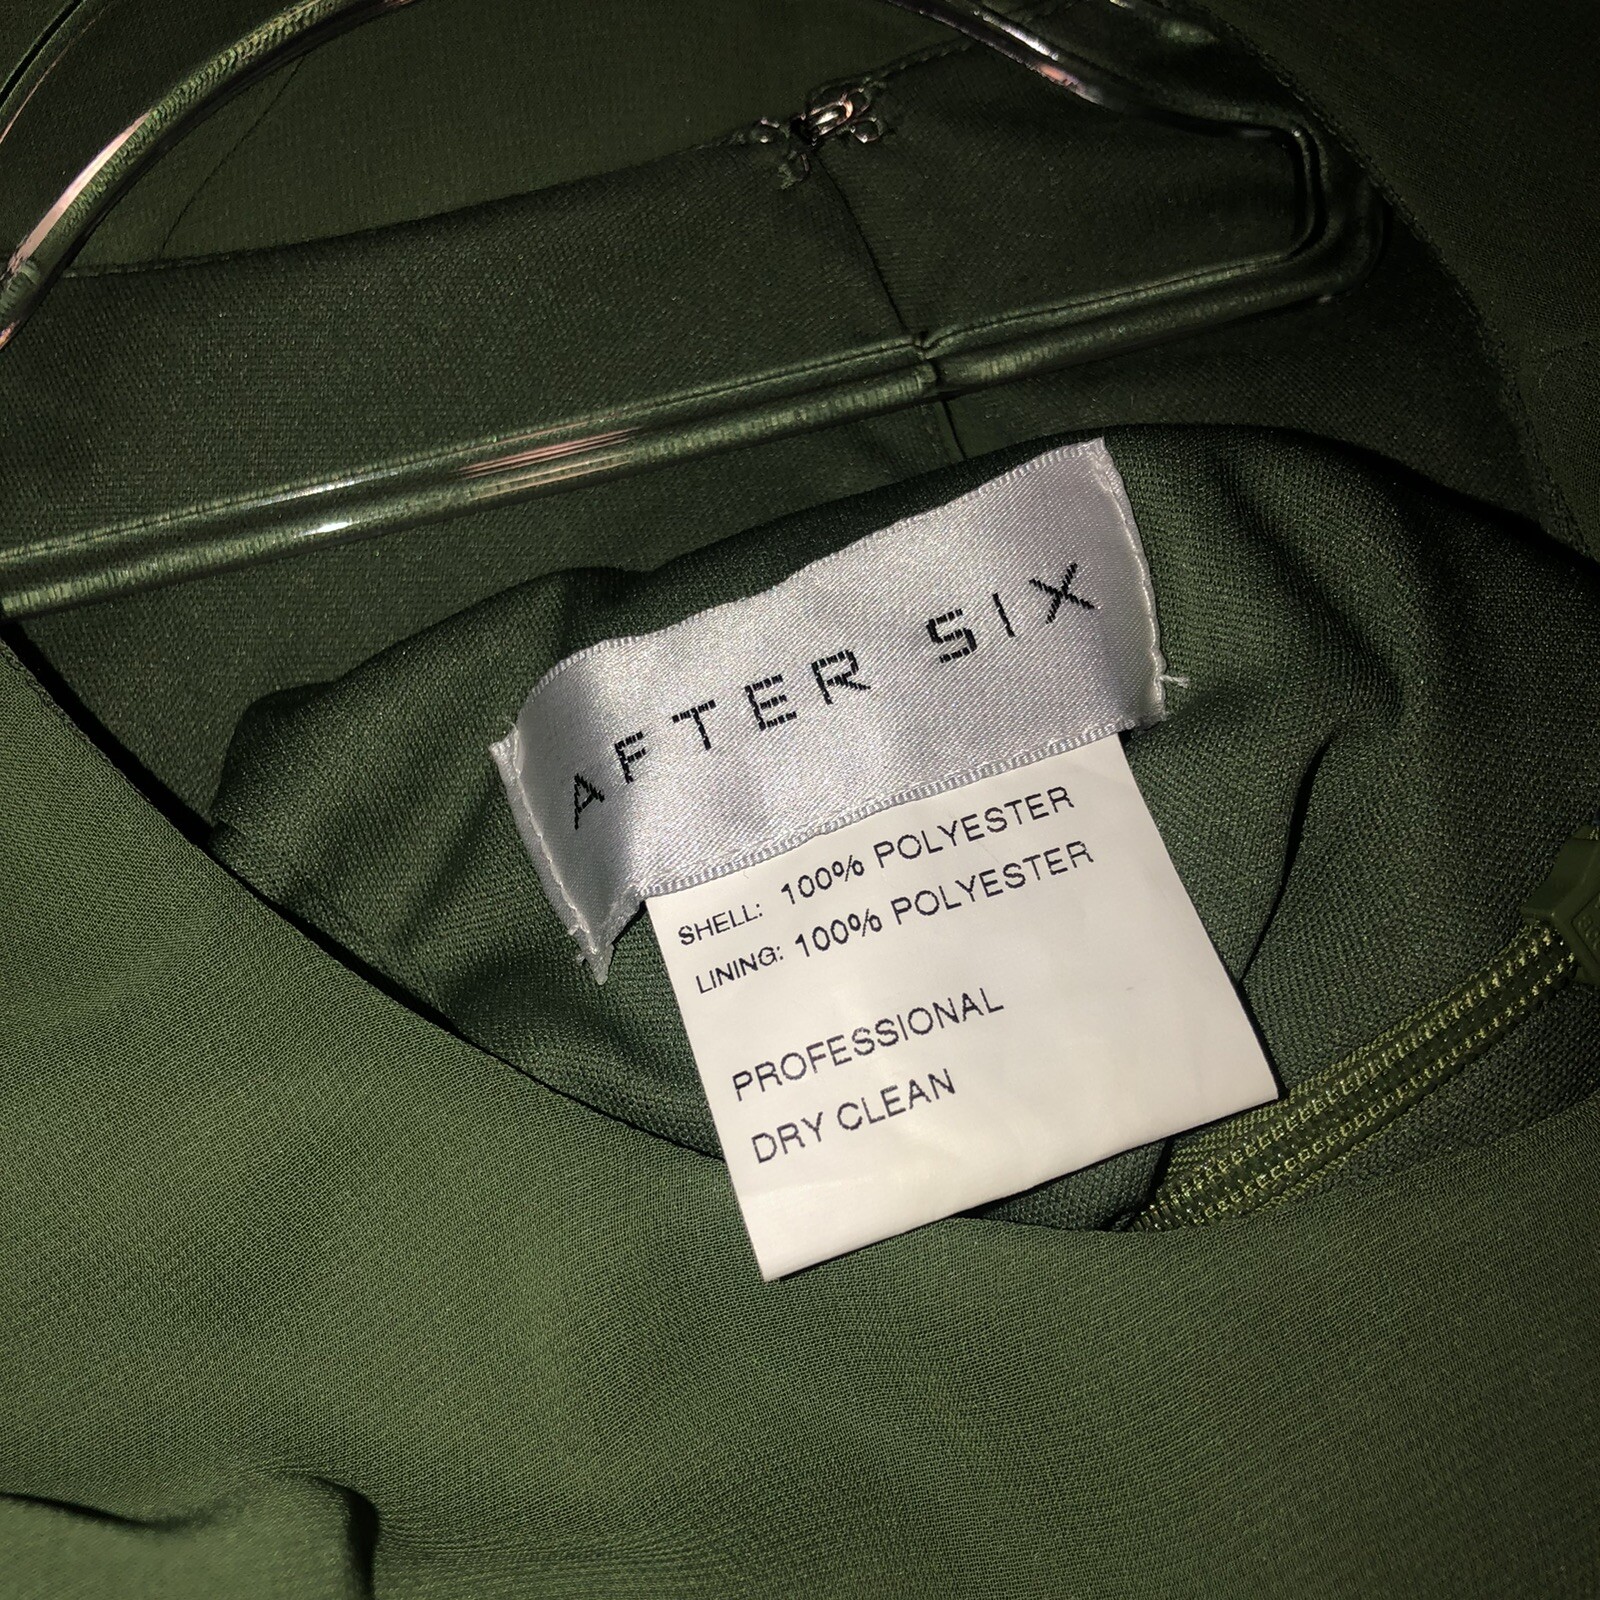 AFTER SIX
SHELL: 100% POLYESTER
LINING: 100% POLYESTER
PROFESSIONAL
DRY CLEAN